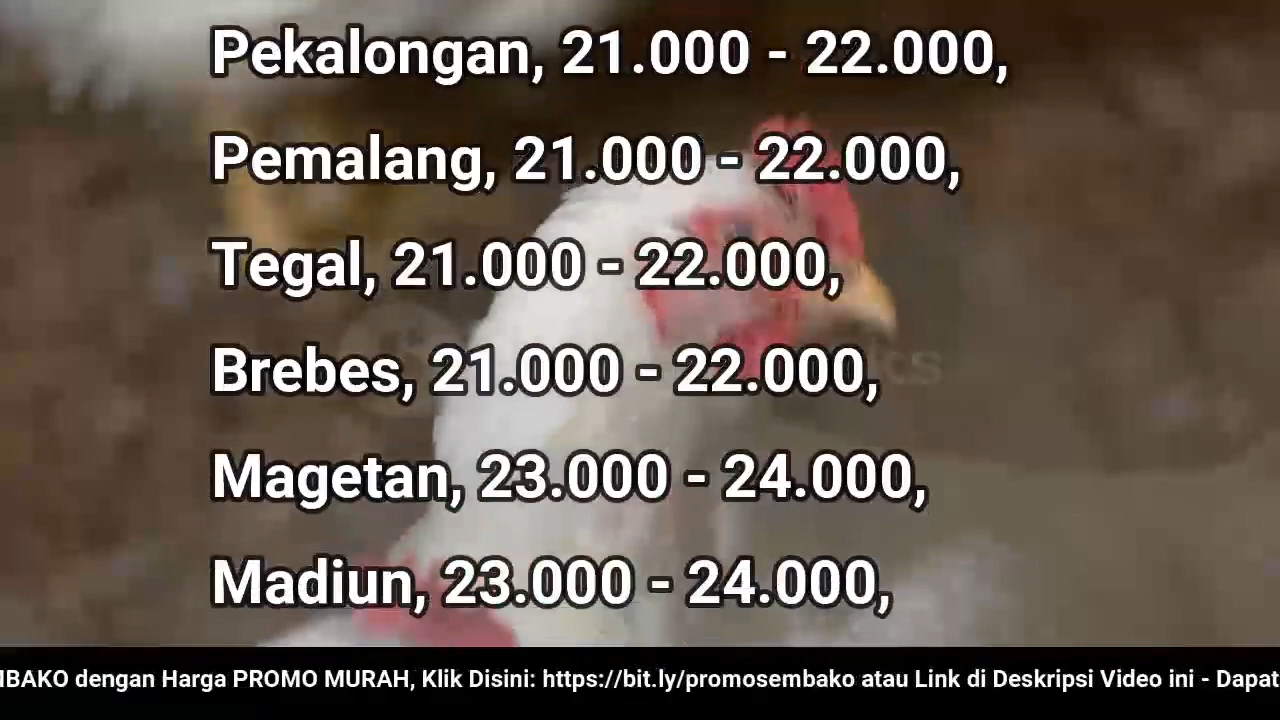 Pekalongan, 21.000 - 22.000,
Pemalang, 21.000 - 22.000,
Tegal, 21.000 - 22.000,
Brebes, 21.000 - 22.000,
Magetan, 23.000 - 24.000,
Madiun, 23.000 - 24.000,
MBAKO dengan Harga PROMO MURAH, Klik Disini: https://bit.ly/promosembako atau Link di Deskripsi Video ini - Dapat